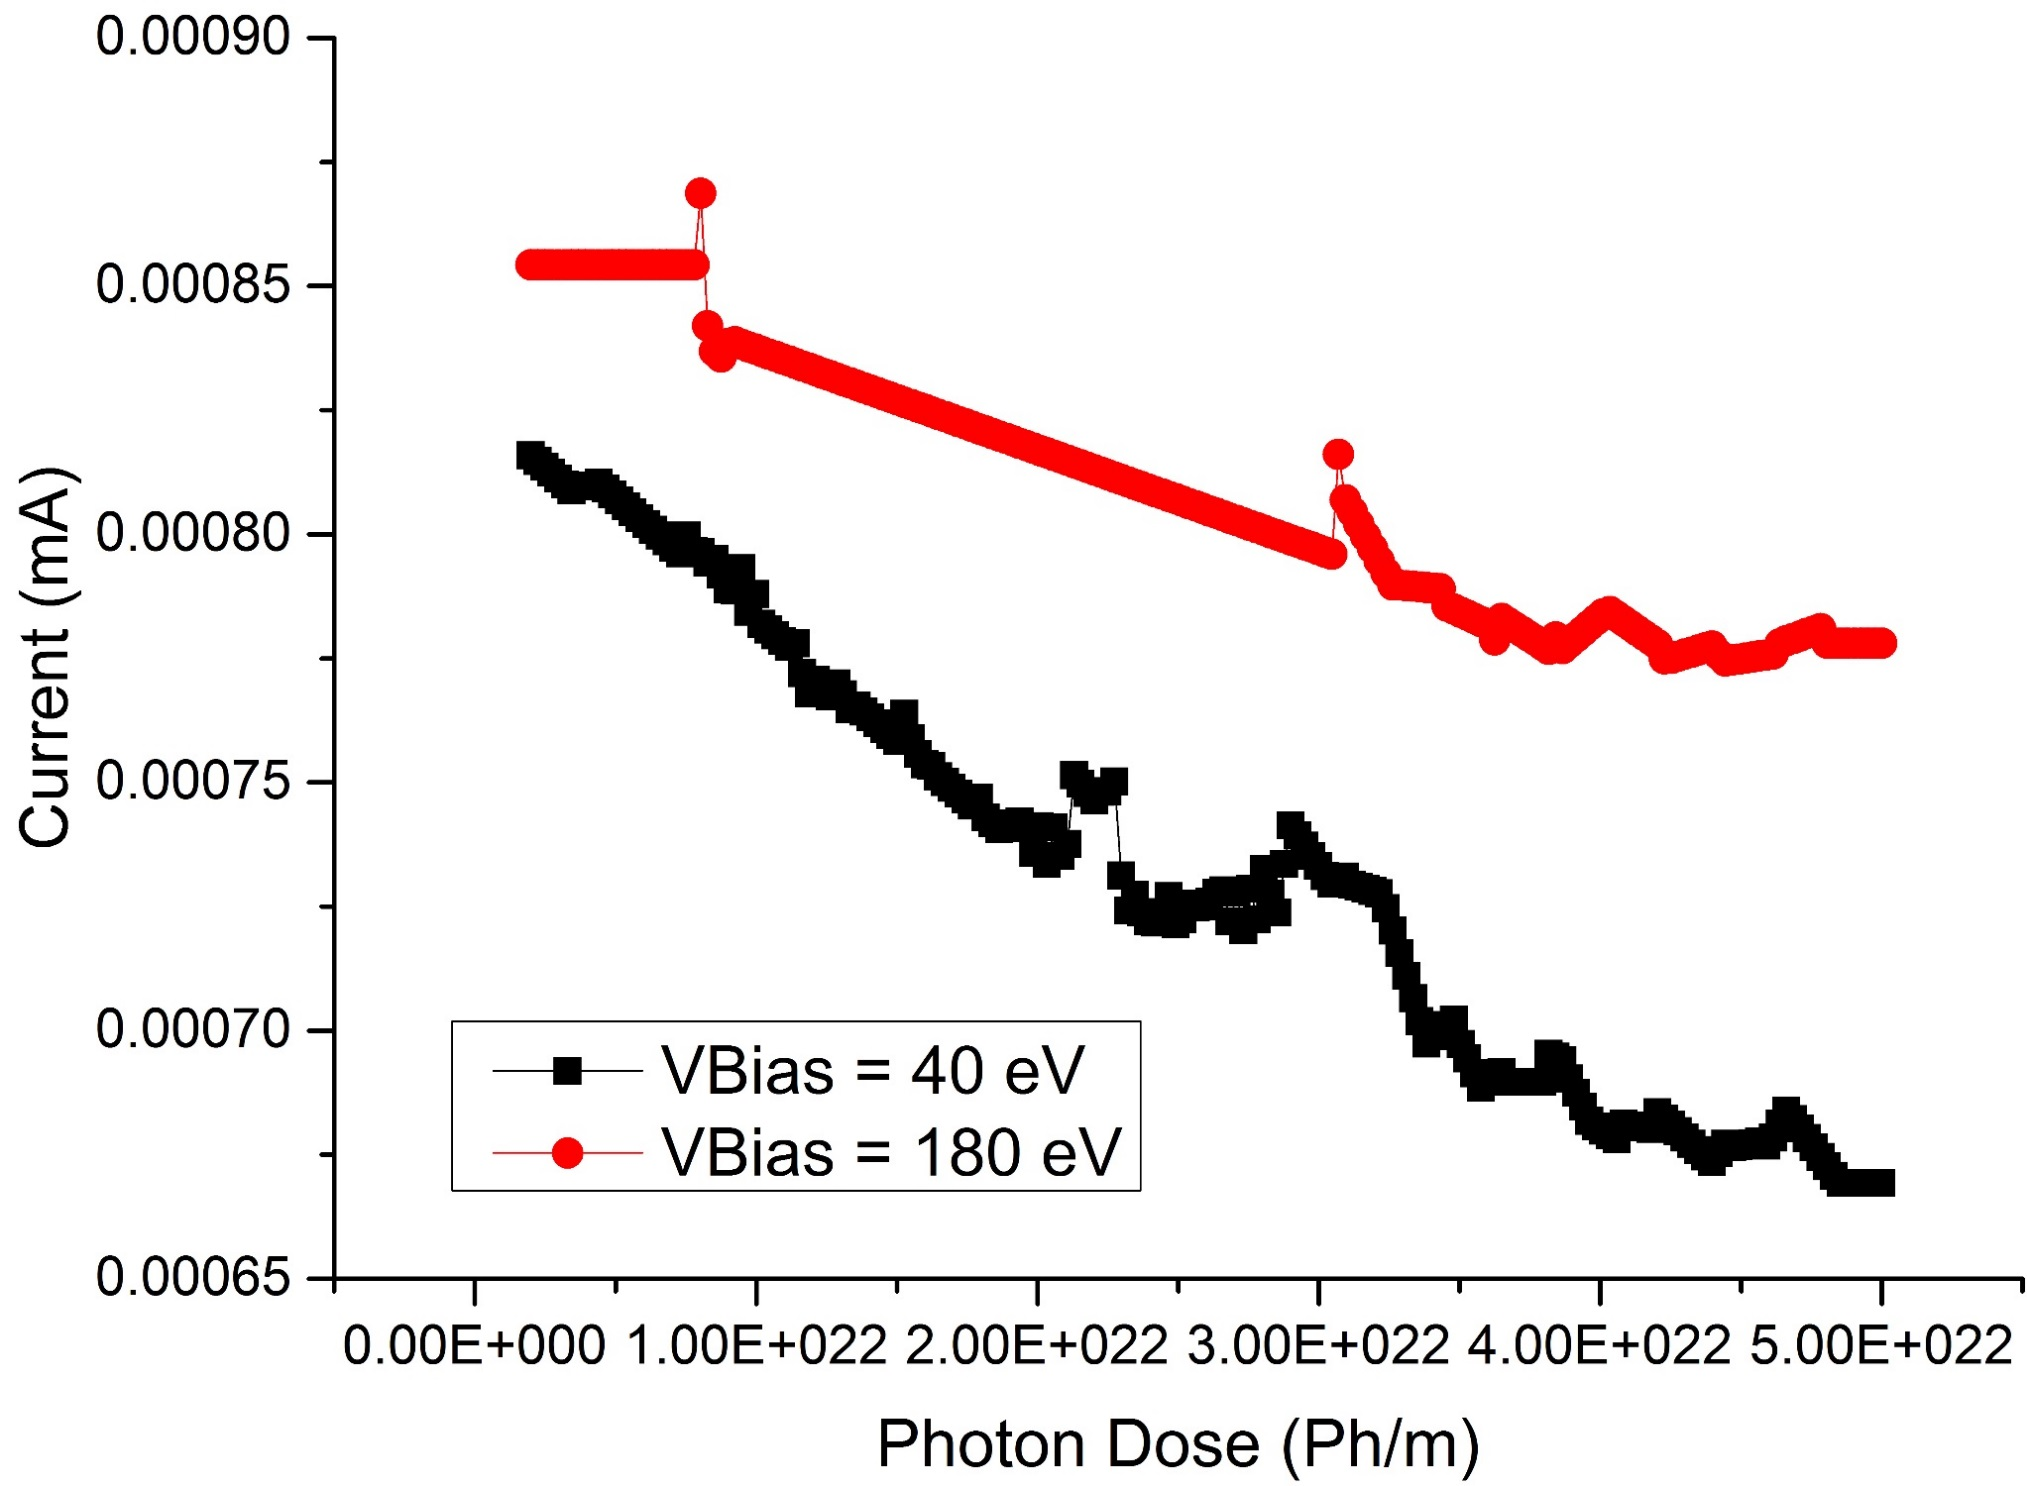 0.00090
0.00085
0.00080
0.00075
0.00070
0.00065
Current (mA)
VBias = 40 eV
VBias = 180 eV
0.00E+000 1.00E+022 2.00E+022 3.00E+022 4.00E+022 5.00E+022
Photon Dose (Ph/m)